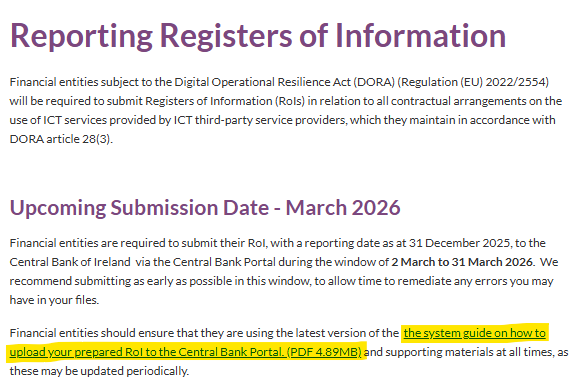 Reporting Registers of Information
Financial entities subject to the Digital Operational Resilience Act (DORA) (Regulation (EU) 2022/2554)
will be required to submit Registers of Information (RoIs) in relation to all contractual arrangements on the
use of ICT services provided by ICT third-party service providers, which they maintain in accordance with
DORA article 28(3).
Upcoming Submission Date - March 2026
Financial entities are required to submit their RoI, with a reporting date as at 31 December 2025, to the
Central Bank of Ireland via the Central Bank Portal during the window of 2 March to 31 March 2026. We
recommend submitting as early as possible in this window, to allow time to remediate any errors you may
have in your files.
Financial entities should ensure that they are using the latest version of the the system guide on how to
upload your prepared RoI to the Central Bank Portal. (PDF 4.89MB) and supporting materials at all times, as
these may be updated periodically.